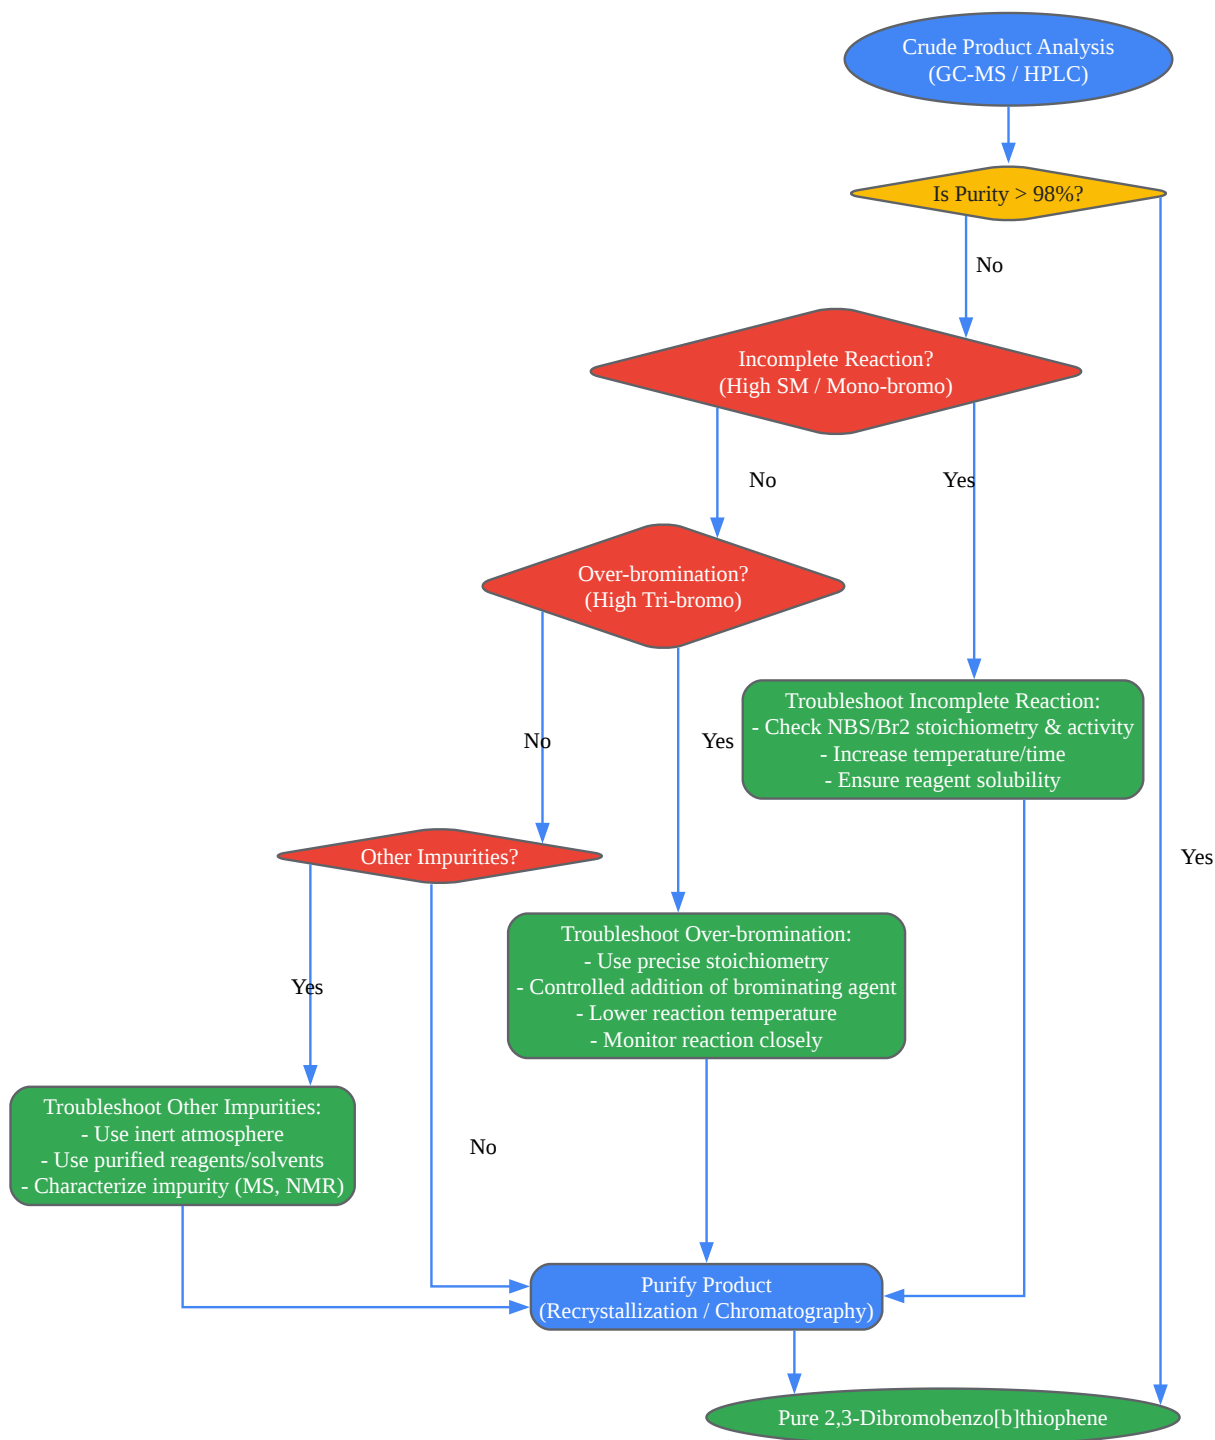 Crude Product Analysis
(GC-MS / HPLC)
Is Purity > 98%?
No
Incomplete Reaction?
(High SM / Mono-bromo)
No
Yes
Over-bromination?
(High Tri-bromo)
Troubleshoot Incomplete Reaction:
- Check NBS/Br2 stoichiometry & activity
- Increase temperature/time
- Ensure reagent solubility
No
Yes
Other Impurities?
Yes
Troubleshoot Over-bromination:
- Use precise stoichiometry
- Controlled addition of brominating agent
- Lower reaction temperature
- Monitor reaction closely
Yes
Troubleshoot Other Impurities:
- Use inert atmosphere
- Use purified reagents/solvents
- Characterize impurity (MS, NMR)
No
Purify Product
(Recrystallization / Chromatography)
Pure 2,3-Dibromobenzo[b]thiophene